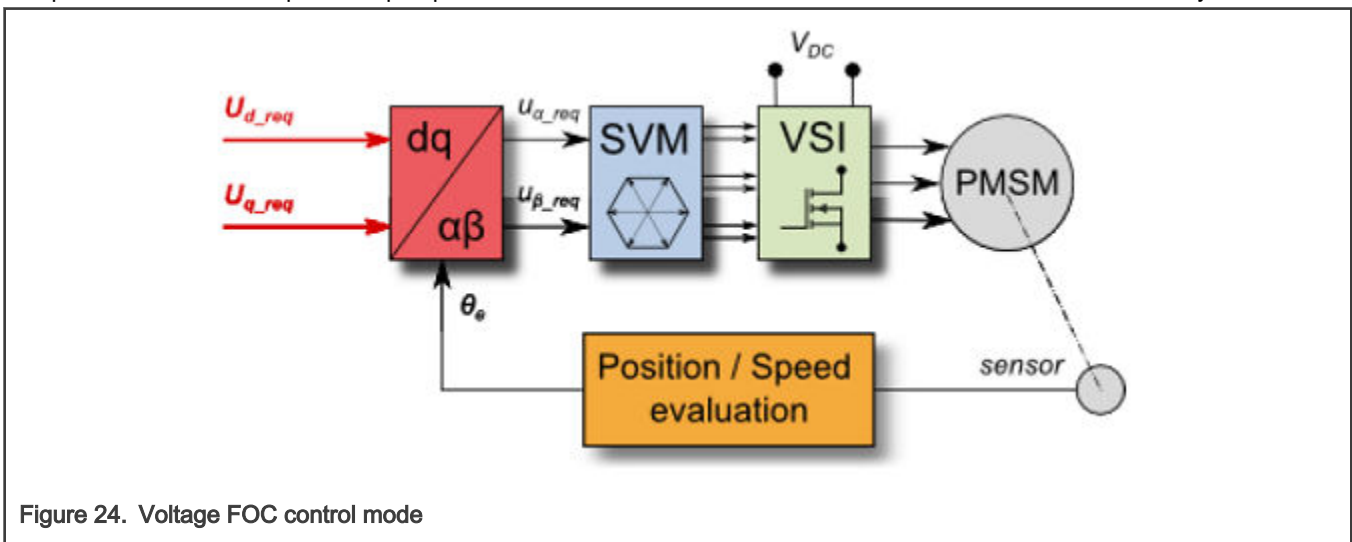 V_DC
U_d_req
dq
u_α_req
SVM
VSI
PMSM
U_q_req
αβ
u_β_req
θ_e
Position / Speed
evaluation
sensor
Figure 24. Voltage FOC control mode